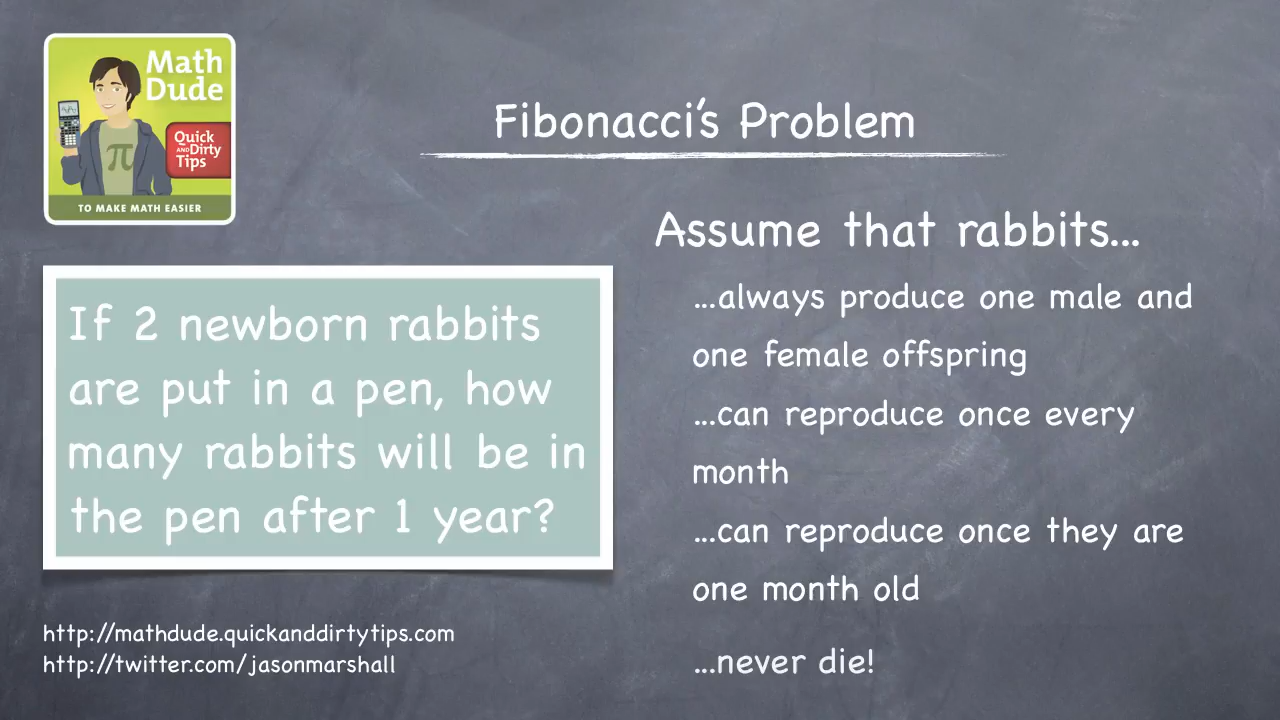 Math
Dude
Quick
AND Dirty
Tips
π
TO MAKE MATH EASIER
Fibonacci's Problem
Assume that rabbits...
...always produce one male and
one female offspring
...can reproduce once every
month
...can reproduce once they are
one month old
...never die!
If 2 newborn rabbits
are put in a pen, how
many rabbits will be in
the pen after 1 year?
http://mathdude.quickanddirtytips.com
http://twitter.com/jasonmarshall